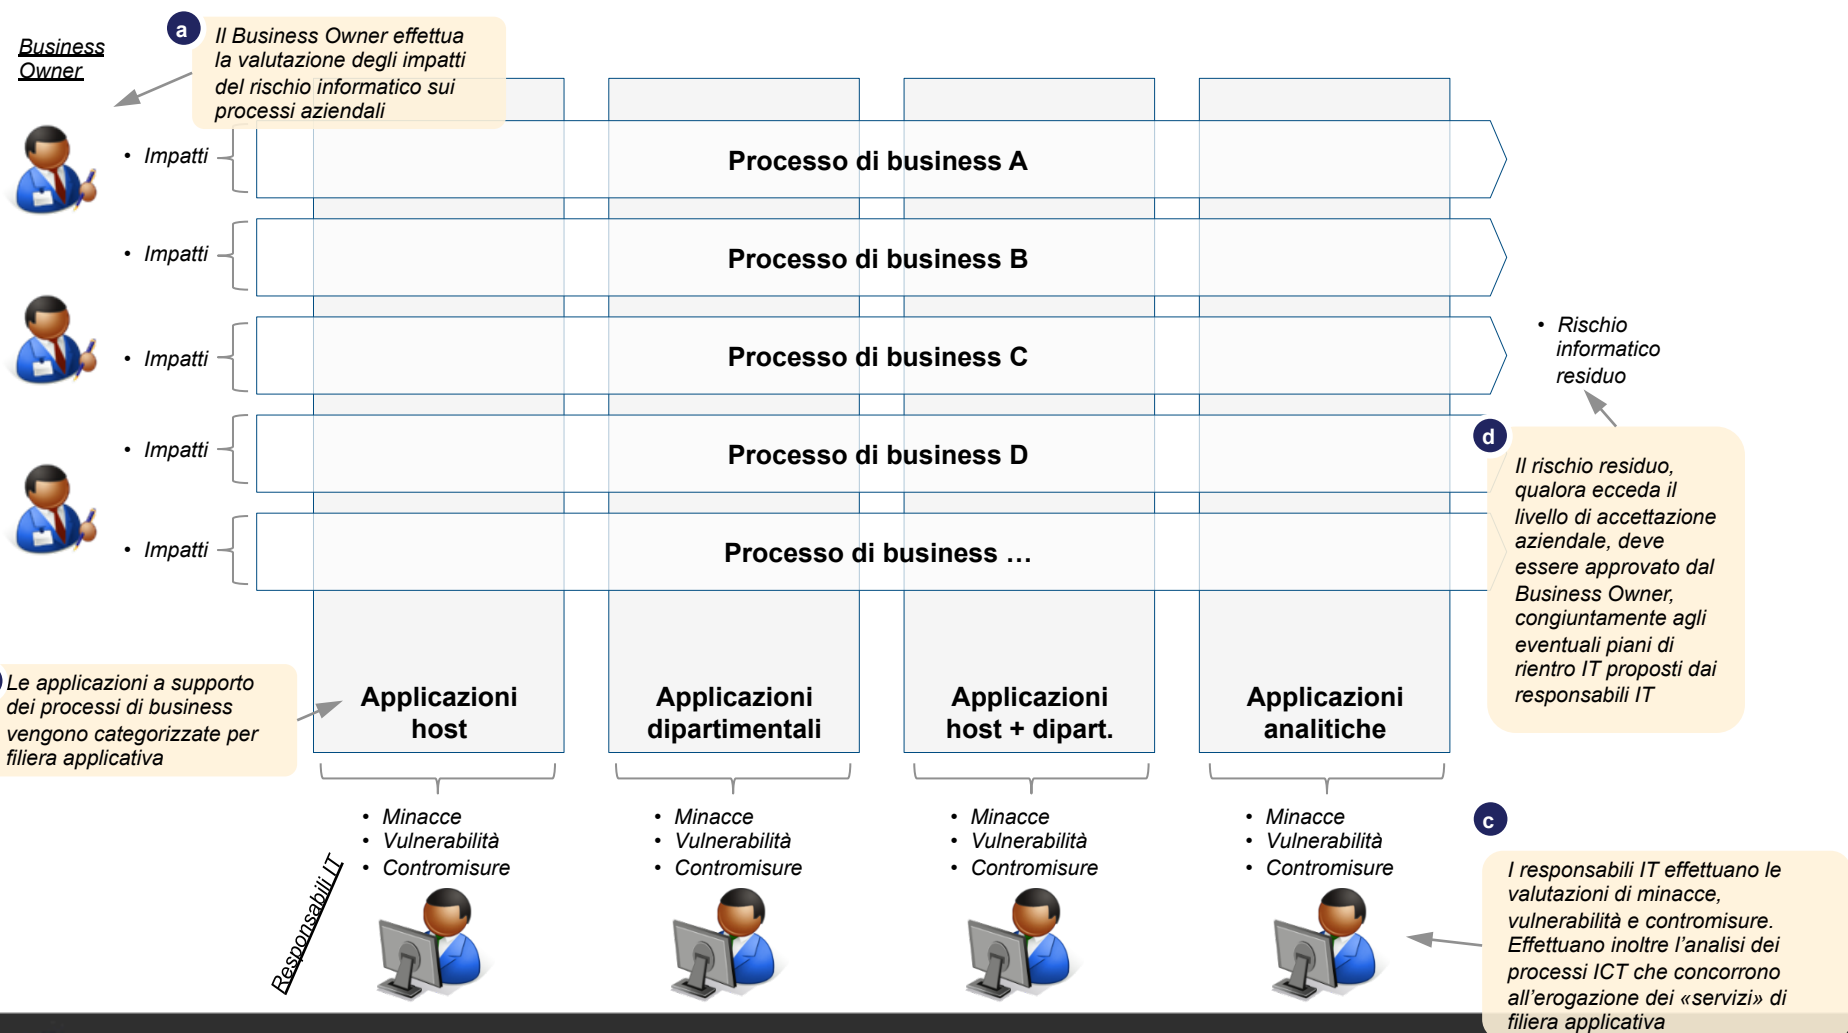 Business
Owner
a
Il Business Owner effettua
la valutazione degli impatti
del rischio informatico sui
processi aziendali
• Impatti
Processo di business A
• Impatti
Processo di business B
• Impatti
Processo di business C
• Impatti
Processo di business D
• Impatti
Processo di business …
• Rischio
informatico
residuo
d
Il rischio residuo,
qualora ecceda il
livello di accettazione
aziendale, deve
essere approvato dal
Business Owner,
congiuntamente agli
eventuali piani di
rientro IT proposti dai
responsabili IT
Le applicazioni a supporto
dei processi di business
vengono categorizzate per
filiera applicativa
Applicazioni
host
Applicazioni
dipartimentali
Applicazioni
host + dipart.
Applicazioni
analitiche
• Minacce
• Vulnerabilità
• Contromisure
• Minacce
• Vulnerabilità
• Contromisure
• Minacce
• Vulnerabilità
• Contromisure
• Minacce
• Vulnerabilità
• Contromisure
Responsabili IT
c
I responsabili IT effettuano le
valutazioni di minacce,
vulnerabilità e contromisure.
Effettuano inoltre l’analisi dei
processi ICT che concorrono
all’erogazione dei «servizi» di
filiera applicativa